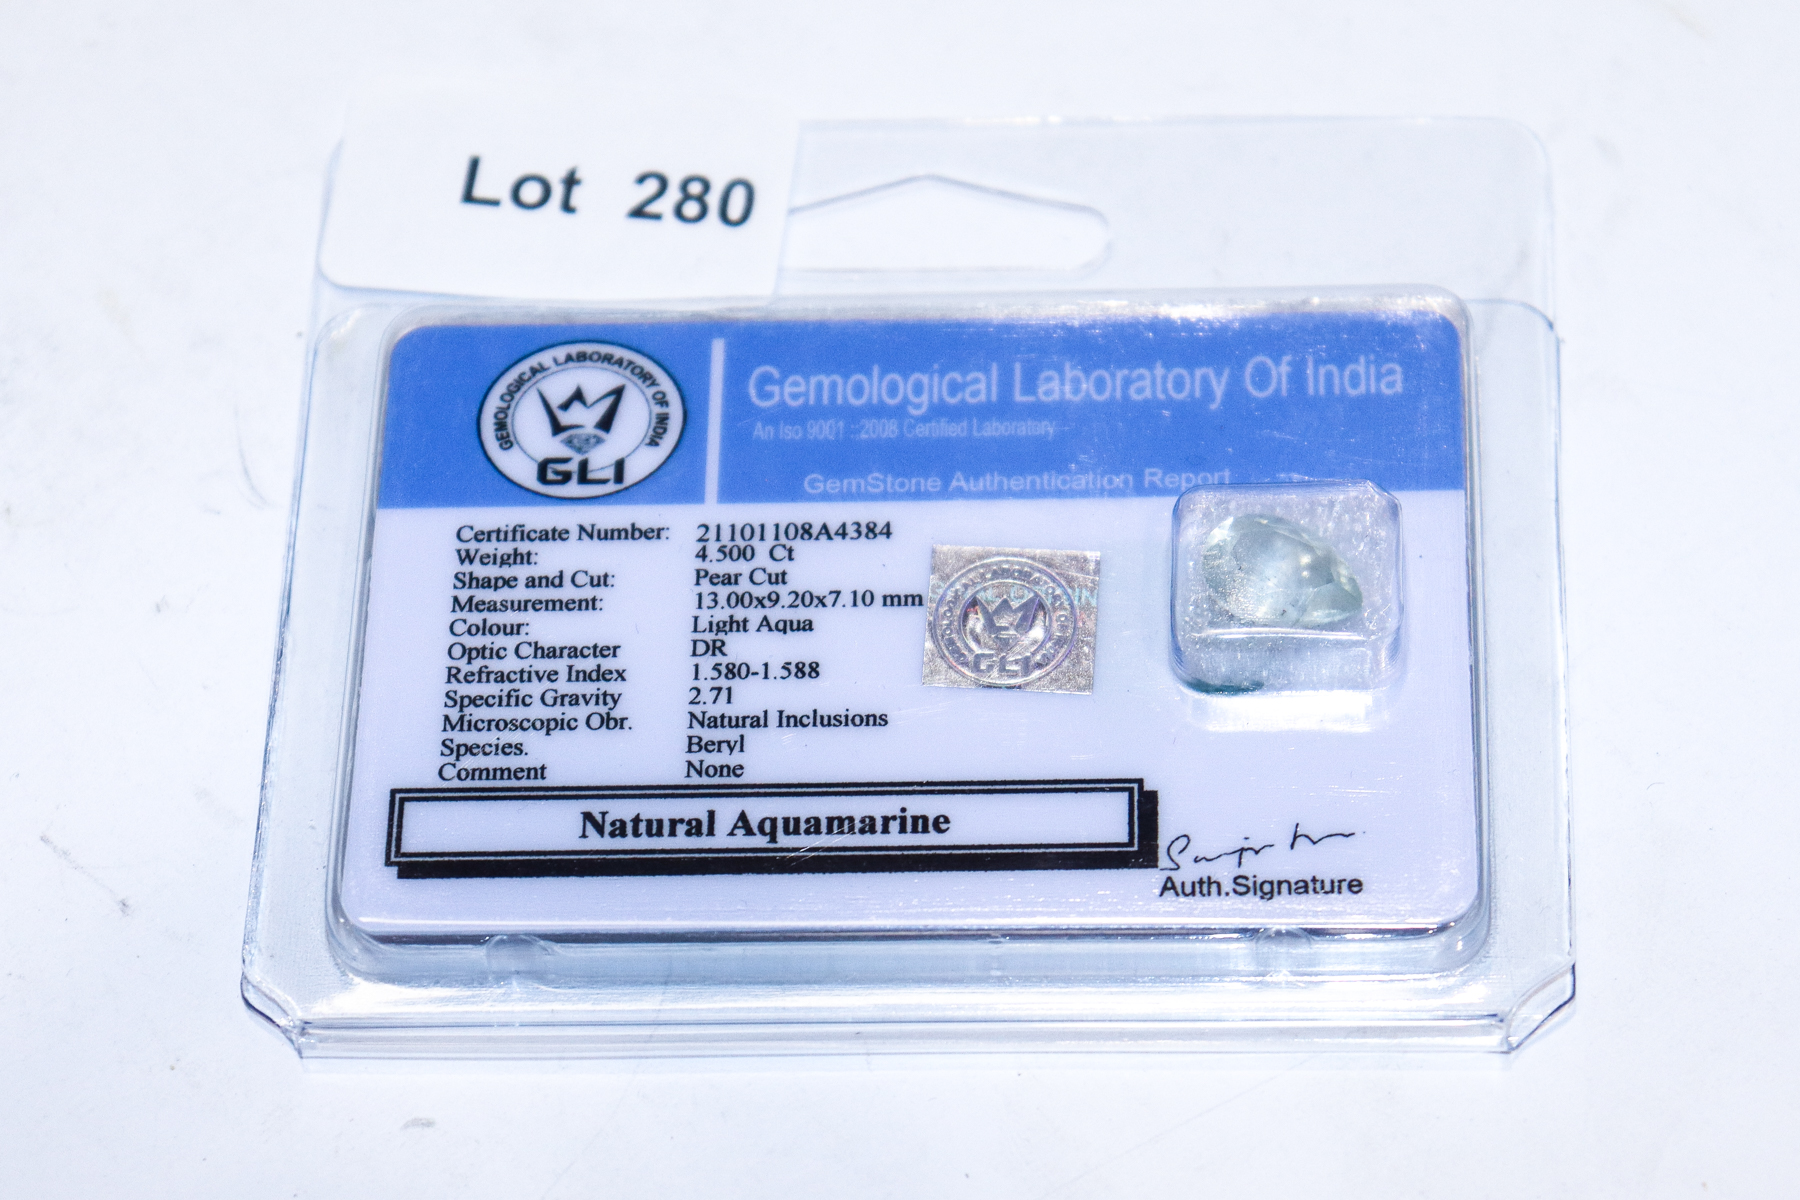 Lot 280
GEMOLOGICAL LABORATORY OF INDIA
GLI
Gemological Laboratory Of India
An Iso 9001 : 2008 Certified Laboratory
GemStone Authentication Report
Certificate Number: 21101108A4384
Weight: 4.500 Ct
Shape and Cut: Pear Cut
Measurement: 13.00x9.20x7.10 mm
Colour: Light Aqua
Optic Character DR
Refractive Index 1.580-1.588
Specific Gravity 2.71
Microscopic Obr. Natural Inclusions
Species. Beryl
Comment None
GLI
Natural Aquamarine
Auth.Signature